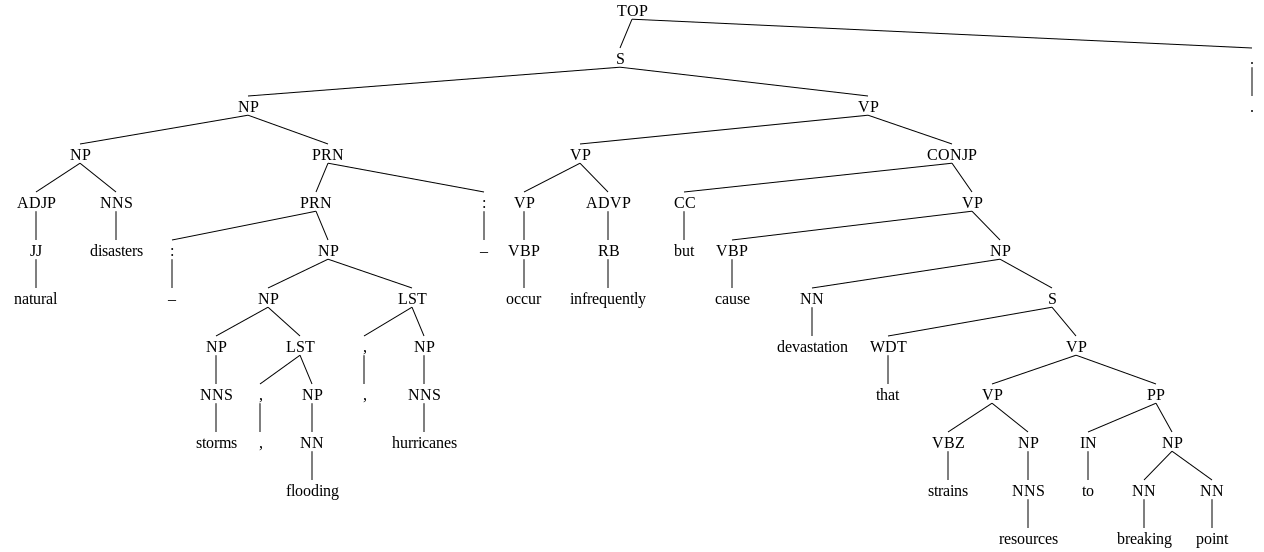 TOP
S .
NP VP .
NP PRN VP CONJP
ADJP NNS PRN : VP ADVP CC VP
JJ disasters : NP – VBP RB but VBP NP
natural – NP LST occur infrequently cause NN S
NP LST , NP devastation WDT VP
NNS , NP , NNS that VP PP
storms , NN hurricanes VBZ NP IN NP
flooding strains NNS to NN NN
resources breaking point